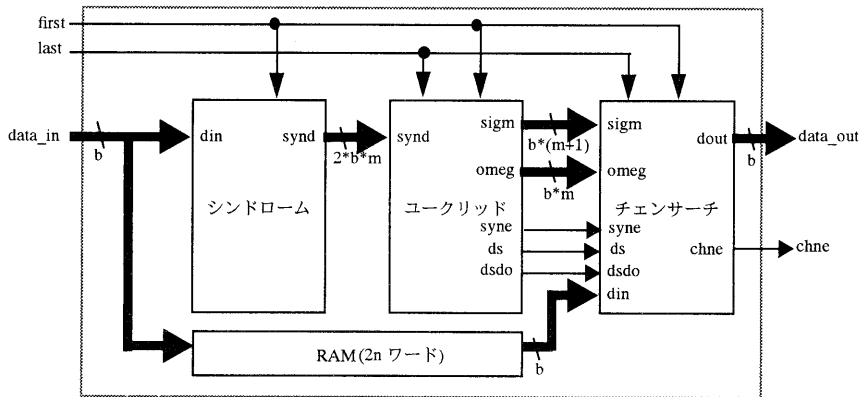 first
last
data_in
b
din
synd
2*b*m
シンドローム
synd
sigm
b*(m+1)
omeg
b*m
ユークリッド
syne
ds
dsdo
sigm
omeg
チェンサーチ
syne
ds
dsdo
din
dout
b
data_out
chne
chne
RAM (2n ワード)
b